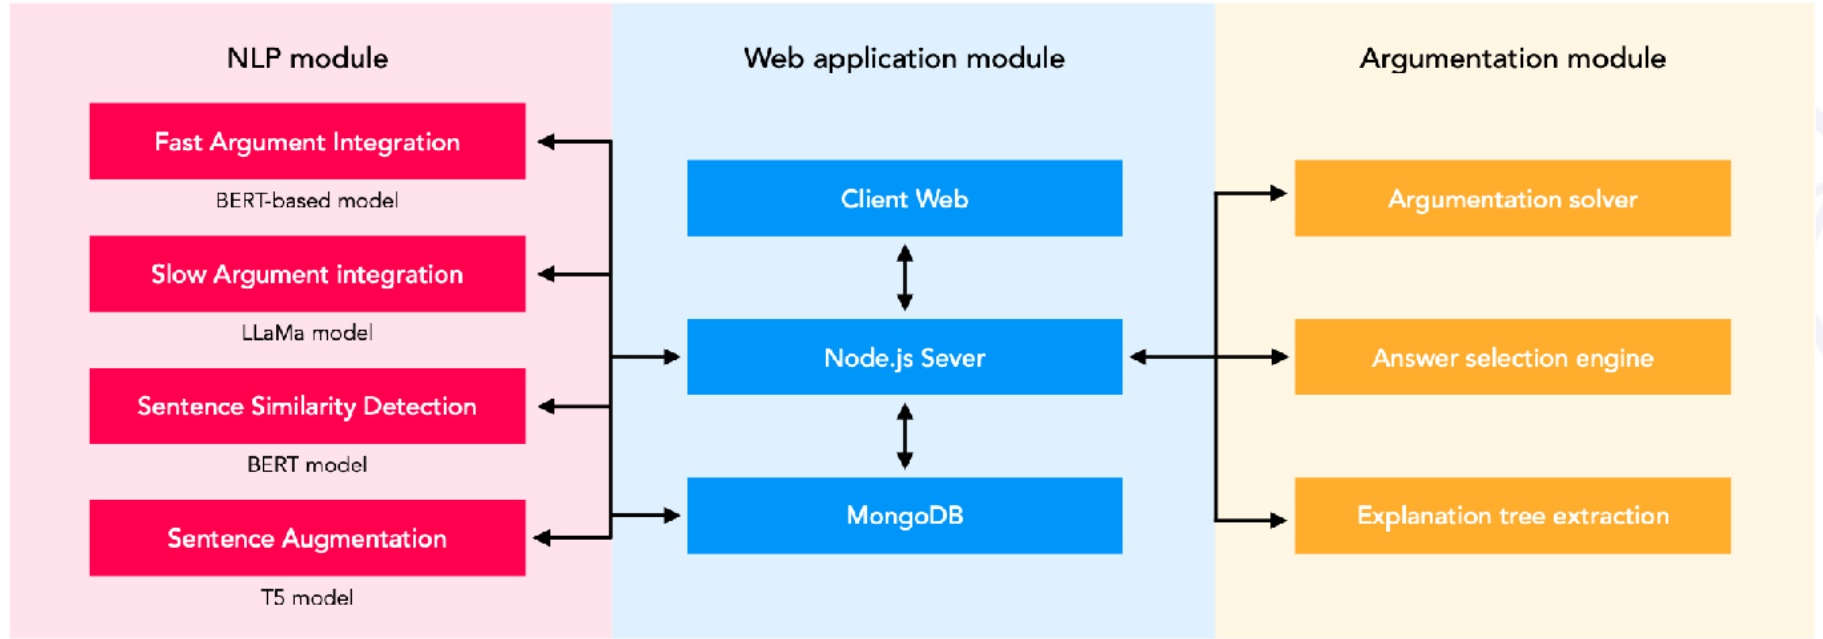 NLP module
Fast Argument Integration
BERT-based model
Slow Argument integration
LLaMa model
Sentence Similarity Detection
BERT model
Sentence Augmentation
T5 model
Web application module
Client Web
Node.js Sever
MongoDB
Argumentation module
Argumentation solver
Answer selection engine
Explanation tree extraction